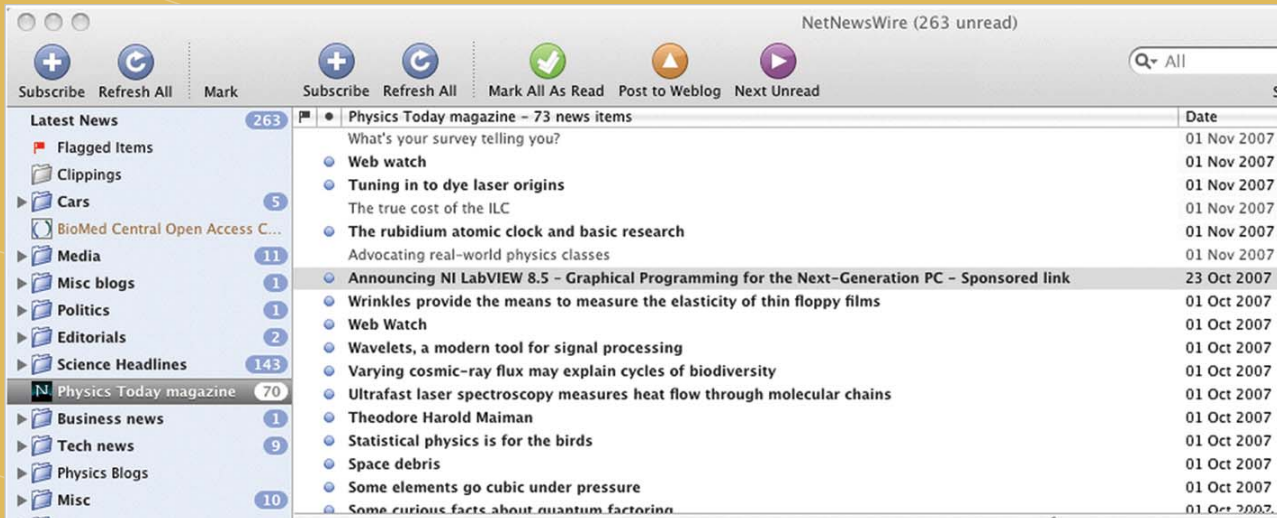 NetNewsWire (263 unread)
Subscribe Refresh All Mark Subscribe Refresh All Mark All As Read Post to Weblog Next Unread
All
S
Latest News 263
Flagged Items
Clippings
Cars 5
BioMed Central Open Access C...
Media 11
Misc blogs 1
Politics 1
Editorials 2
Science Headlines 143
Physics Today magazine 70
Business news 1
Tech news 9
Physics Blogs
Misc 10
Physics Today magazine – 73 news items Date
What's your survey telling you? 01 Nov 2007
Web watch 01 Nov 2007
Tuning in to dye laser origins 01 Nov 2007
The true cost of the ILC 01 Nov 2007
The rubidium atomic clock and basic research 01 Nov 2007
Advocating real-world physics classes 01 Nov 2007
Announcing NI LabVIEW 8.5 – Graphical Programming for the Next-Generation PC – Sponsored link 23 Oct 2007
Wrinkles provide the means to measure the elasticity of thin floppy films 01 Oct 2007
Web Watch 01 Oct 2007
Wavelets, a modern tool for signal processing 01 Oct 2007
Varying cosmic-ray flux may explain cycles of biodiversity 01 Oct 2007
Ultrafast laser spectroscopy measures heat flow through molecular chains 01 Oct 2007
Theodore Harold Maiman 01 Oct 2007
Statistical physics is for the birds 01 Oct 2007
Space debris 01 Oct 2007
Some elements go cubic under pressure 01 Oct 2007
Some curious facts about quantum factoring 01 Oct 2007